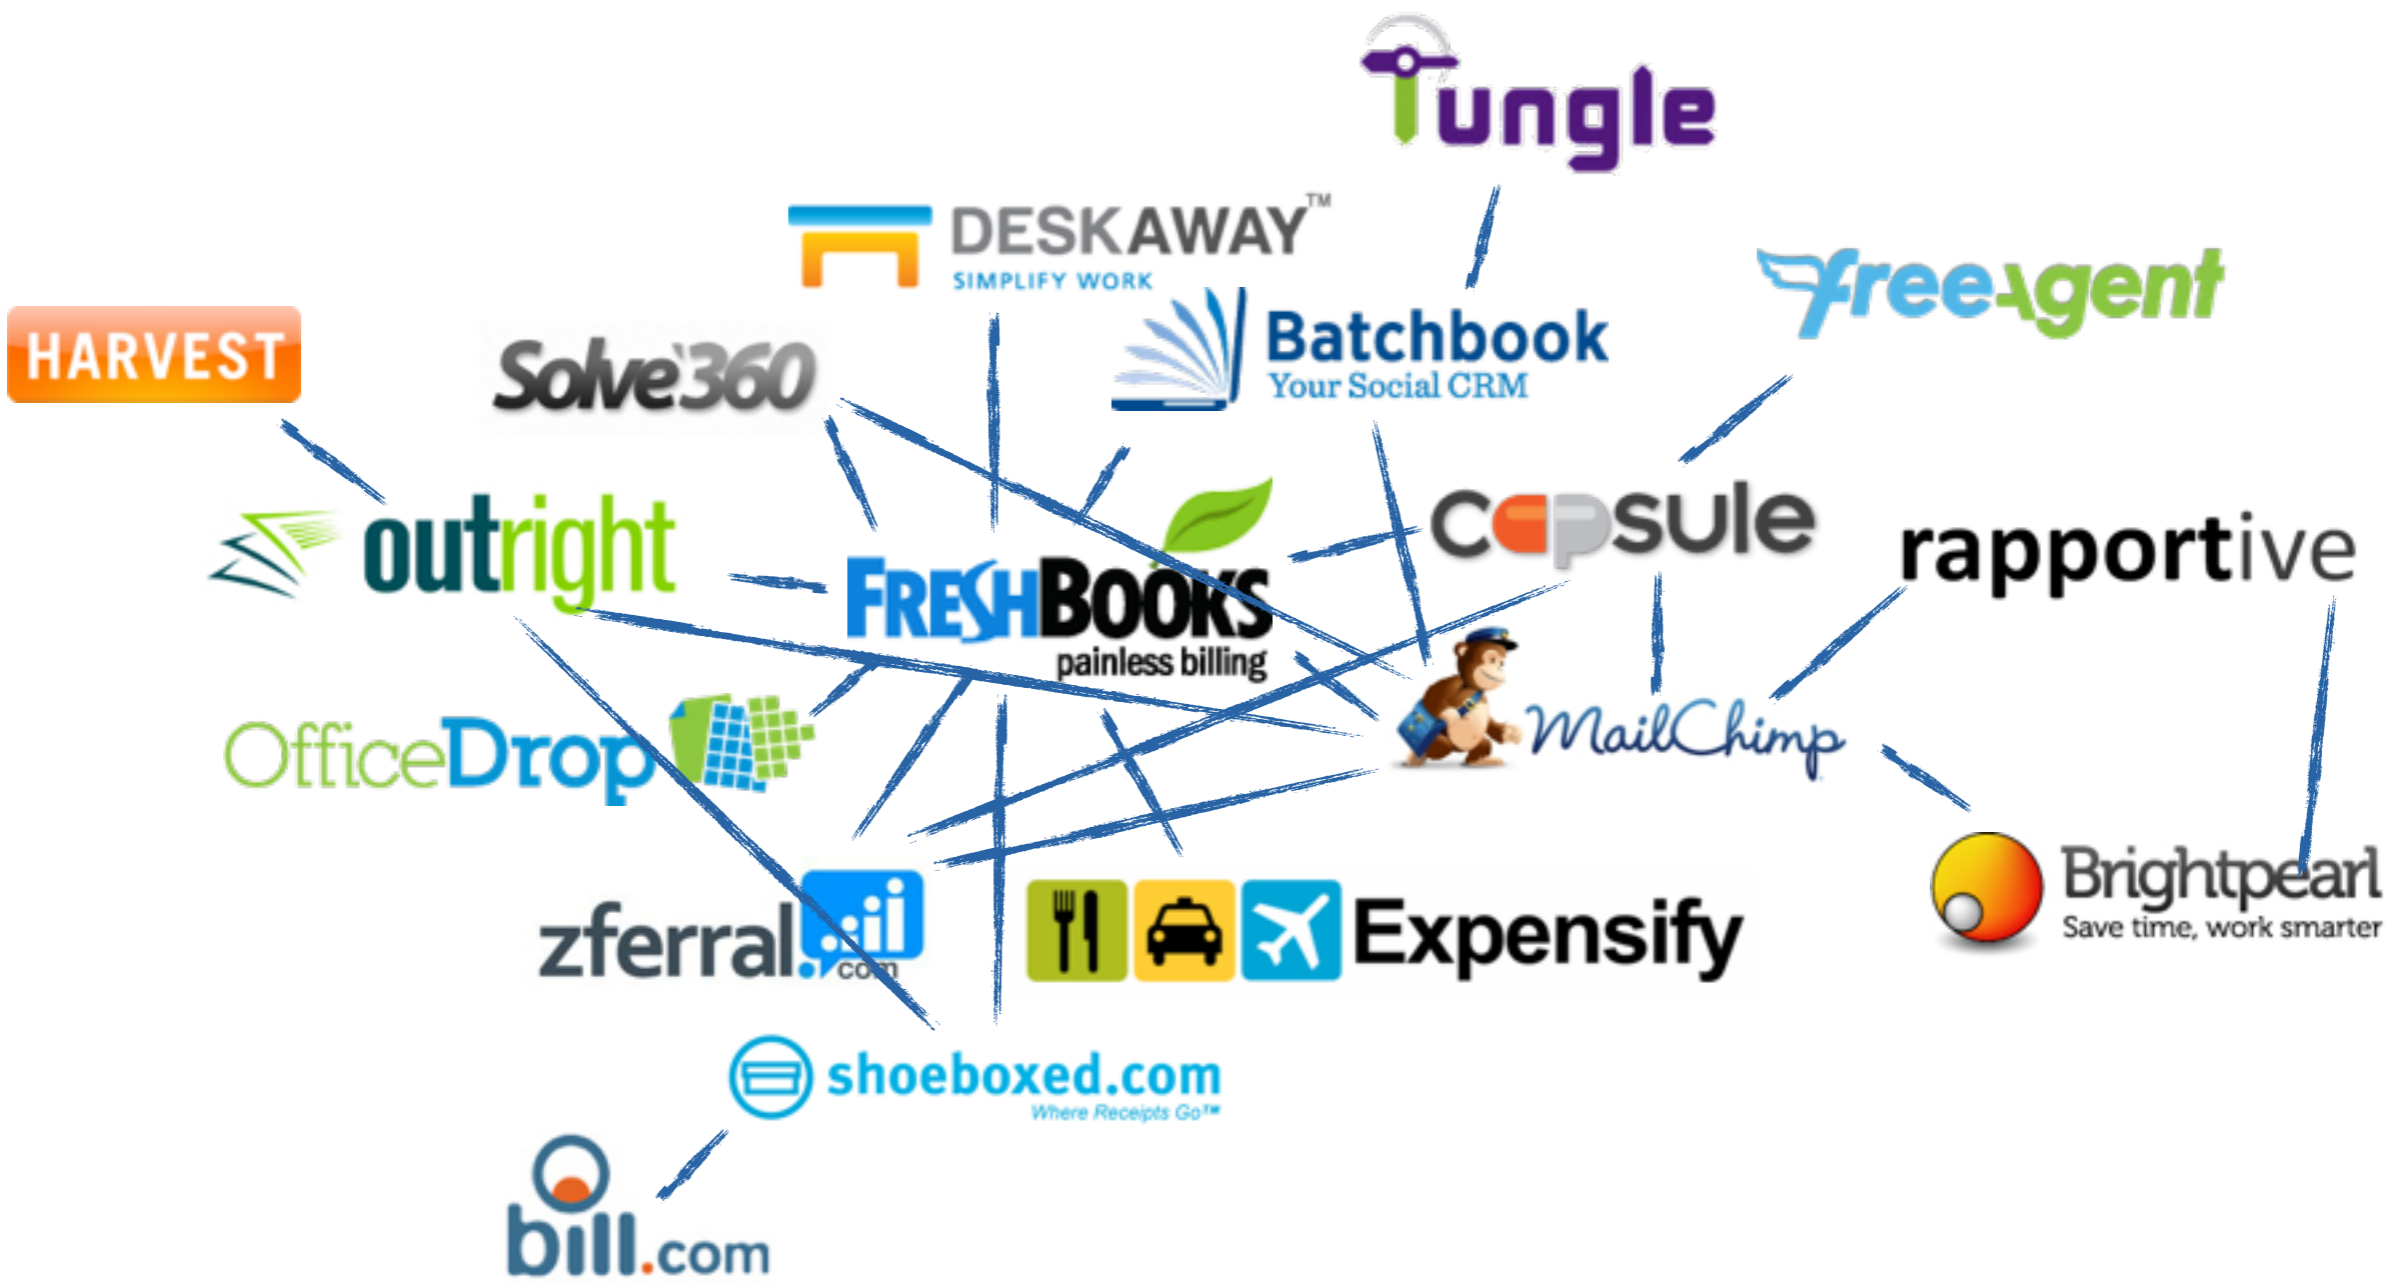 Tungle
DESKAWAY™
SIMPLIFY WORK
freeagent
HARVEST
Solve360
Batchbook
Your Social CRM
outright
capsule
rapportive
FRESHBOOKS
painless billing
OfficeDrop
MailChimp
zferral.com
Expensify
Brightpearl
Save time, work smarter
shoeboxed.com
Where Receipts Go™
bill.com